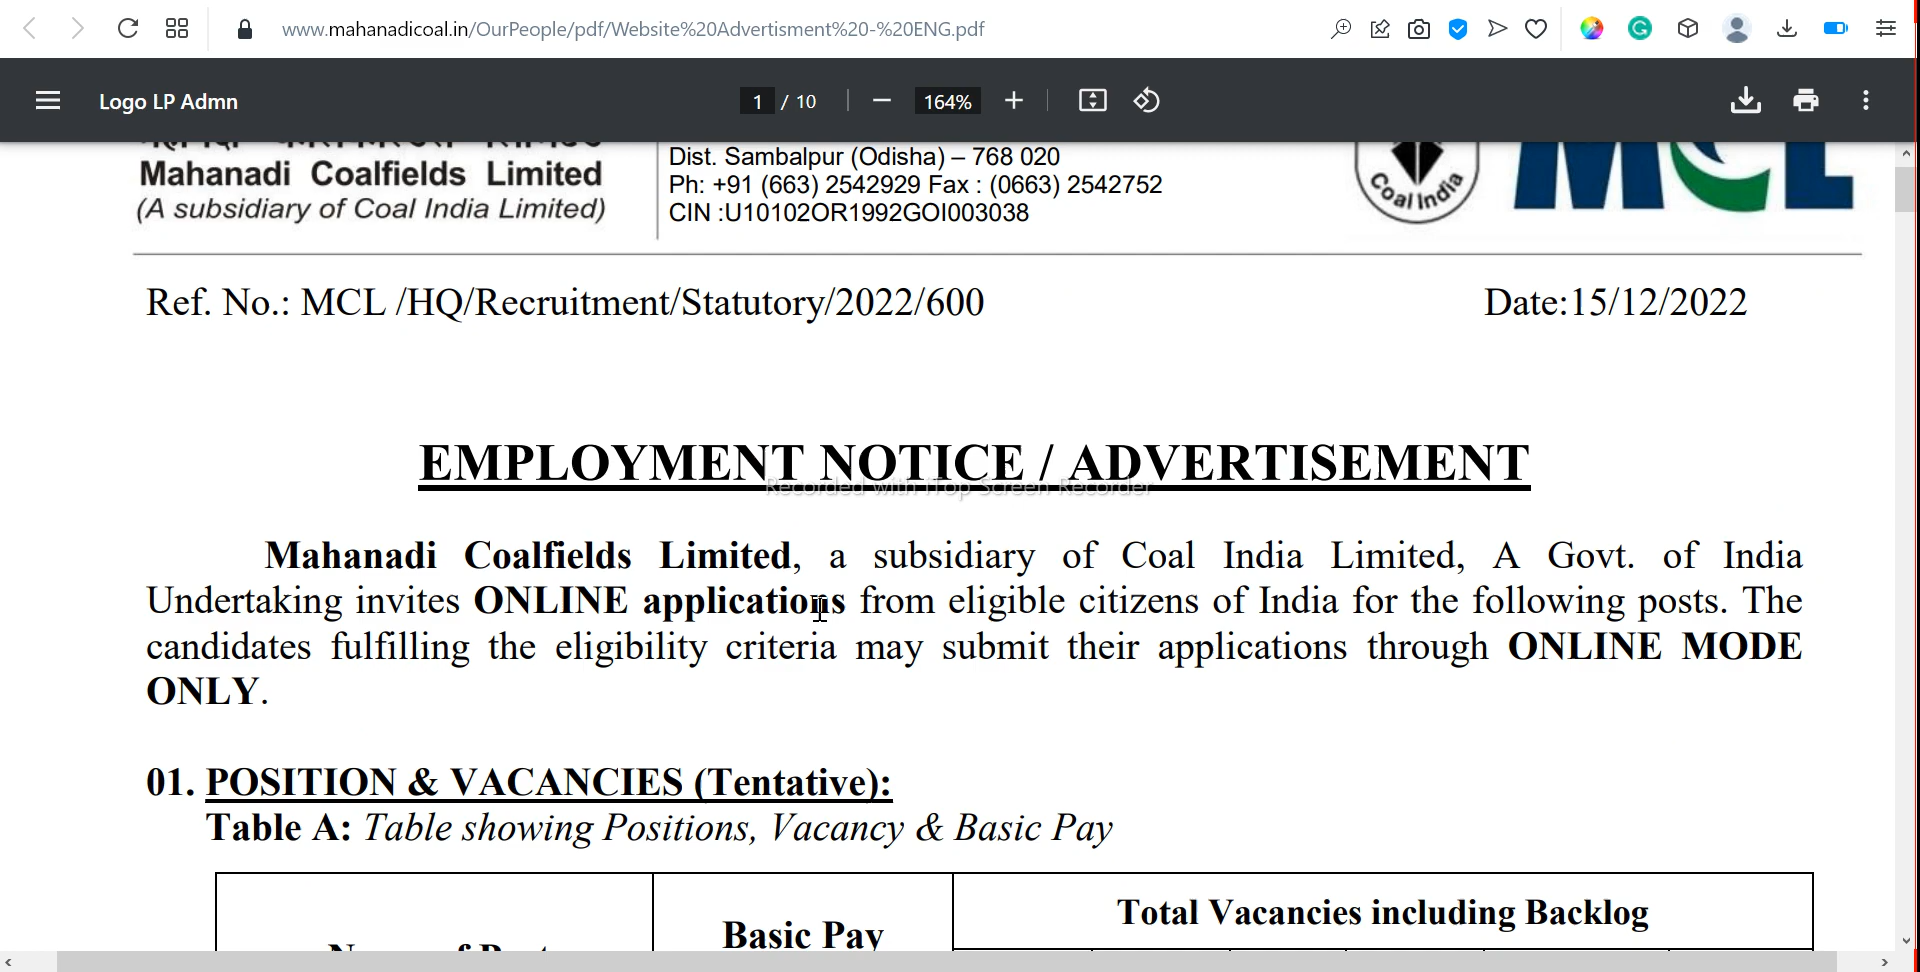 www.mahanadicoal.in/OurPeople/pdf/Website%20Advertisment%20-%20ENG.pdf
Logo LP Admn
1 / 10
164%
Mahanadi Coalfields Limited
(A subsidiary of Coal India Limited)
Dist. Sambalpur (Odisha) – 768 020
Ph: +91 (663) 2542929 Fax : (0663) 2542752
CIN :U10102OR1992GOI003038
Coal India
MCL
Ref. No.: MCL /HQ/Recruitment/Statutory/2022/600
Date:15/12/2022
EMPLOYMENT NOTICE / ADVERTISEMENT
Recorded with iTop Screen Recorder
Mahanadi Coalfields Limited, a subsidiary of Coal India Limited, A Govt. of India
Undertaking invites ONLINE applications from eligible citizens of India for the following posts. The
candidates fulfilling the eligibility criteria may submit their applications through ONLINE MODE
ONLY.
01. POSITION & VACANCIES (Tentative):
Table A: Table showing Positions, Vacancy & Basic Pay
Basic Pay
Total Vacancies including Backlog